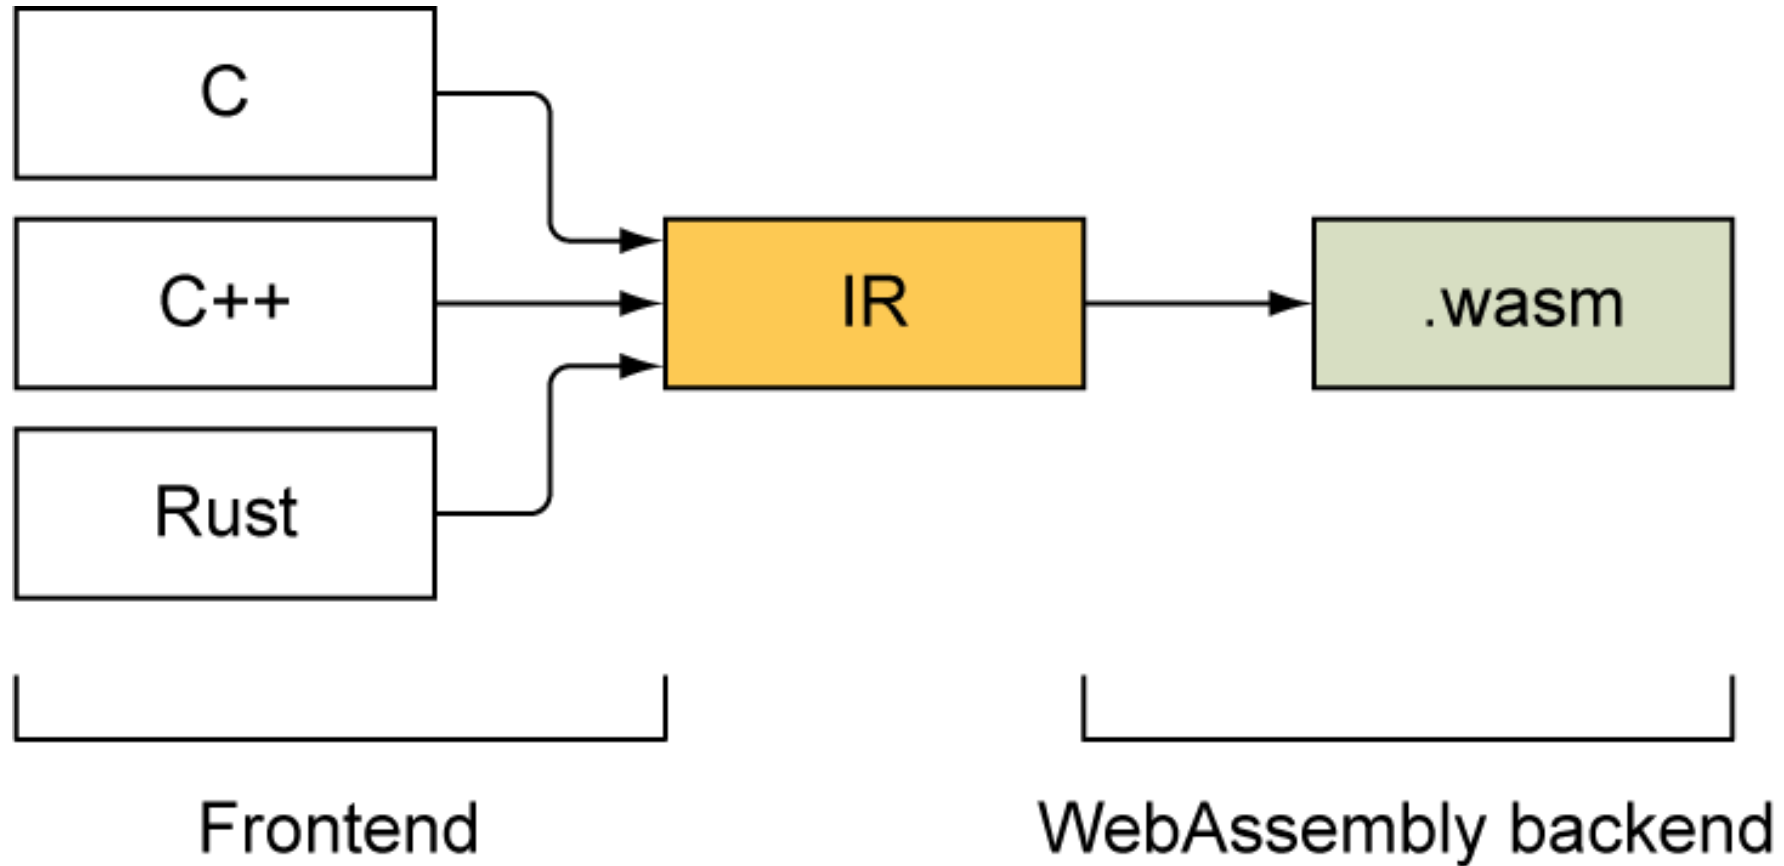 C
C++
Rust
IR
.wasm
Frontend
WebAssembly backend